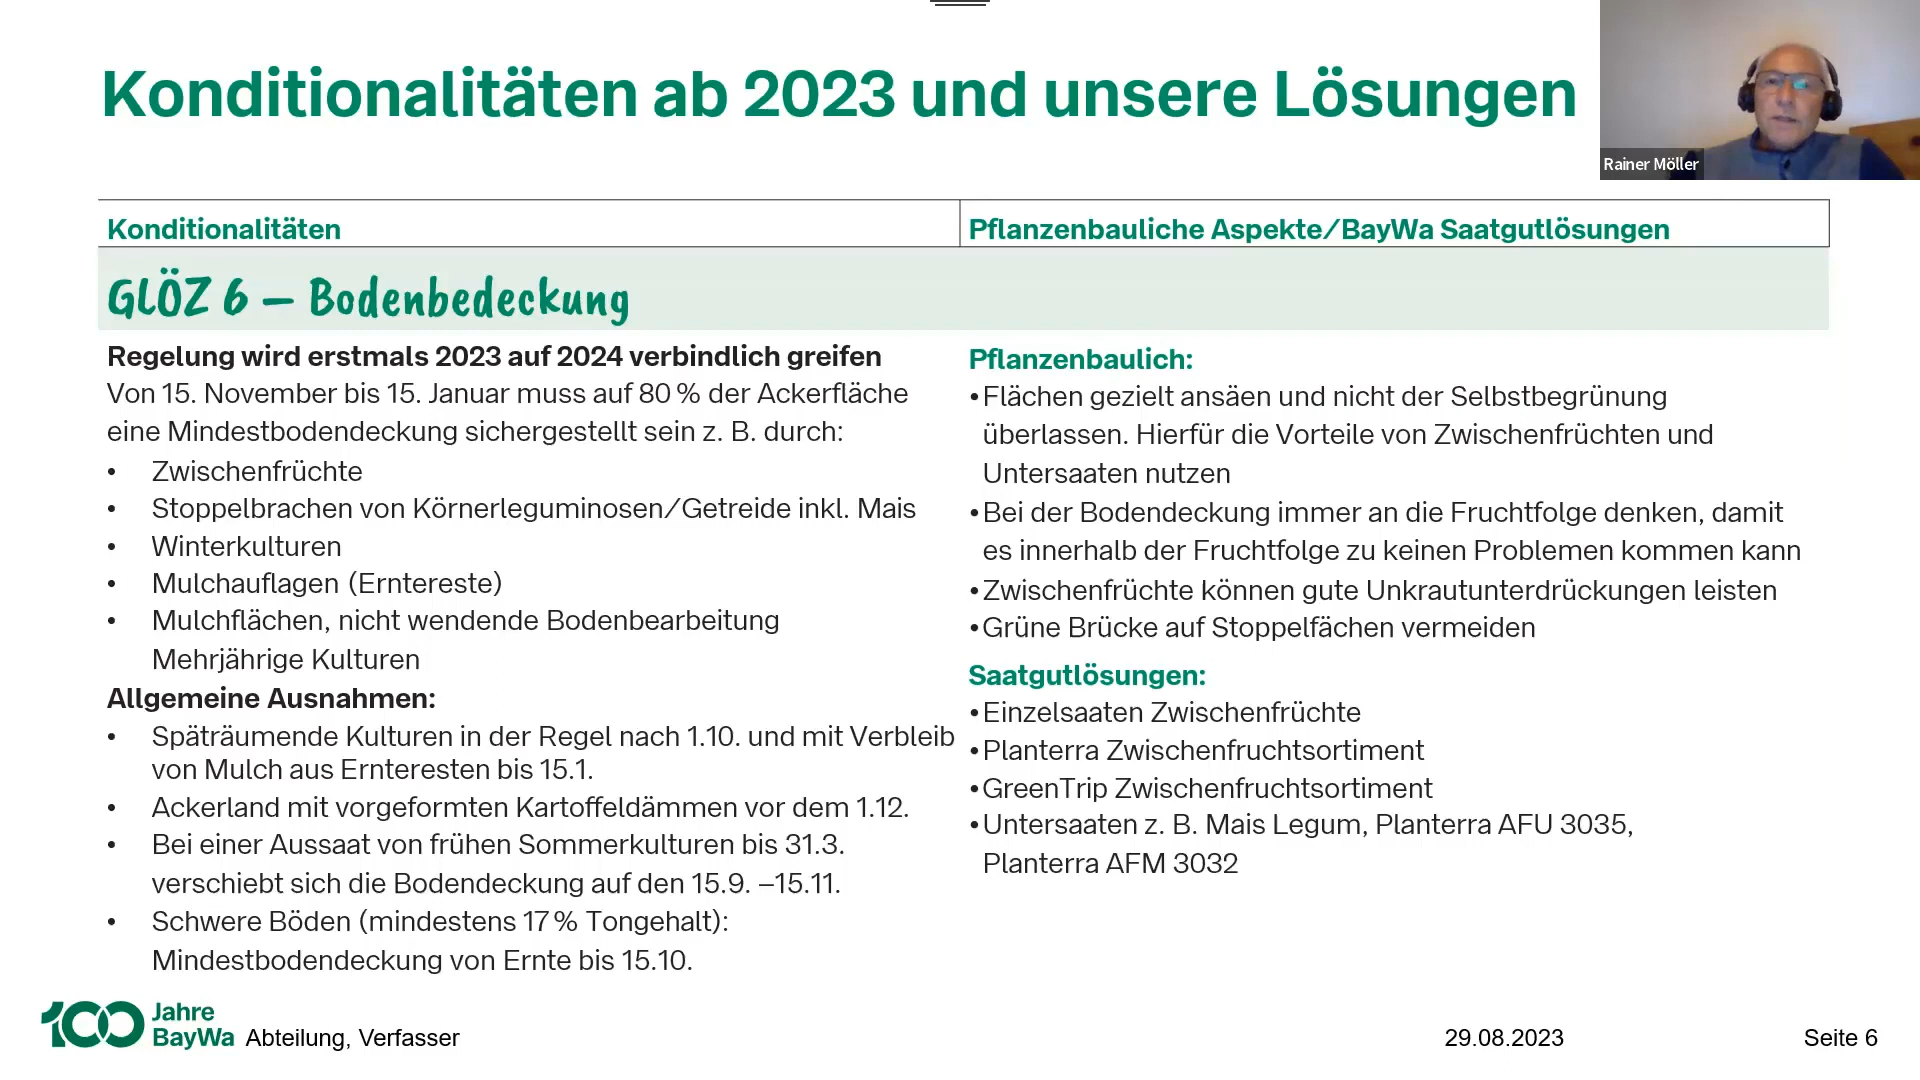 Konditionalitäten ab 2023 und unsere Lösungen
Rainer Möller
Konditionalitäten
Pflanzenbauliche Aspekte/BayWa Saatgutlösungen
GLÖZ 6 – Bodenbedeckung
Regelung wird erstmals 2023 auf 2024 verbindlich greifen
Von 15. November bis 15. Januar muss auf 80 % der Ackerfläche
eine Mindestbodendeckung sichergestellt sein z. B. durch:
• Zwischenfrüchte
• Stoppelbrachen von Körnerleguminosen/Getreide inkl. Mais
• Winterkulturen
• Mulchauflagen (Erntereste)
• Mulchflächen, nicht wendende Bodenbearbeitung
Mehrjährige Kulturen
Allgemeine Ausnahmen:
• Späträumende Kulturen in der Regel nach 1.10. und mit Verbleib
von Mulch aus Ernteresten bis 15.1.
• Ackerland mit vorgeformten Kartoffeldämmen vor dem 1.12.
• Bei einer Aussaat von frühen Sommerkulturen bis 31.3.
verschiebt sich die Bodendeckung auf den 15.9. –15.11.
• Schwere Böden (mindestens 17 % Tongehalt):
Mindestbodendeckung von Ernte bis 15.10.
Pflanzenbaulich:
• Flächen gezielt ansäen und nicht der Selbstbegrünung
überlassen. Hierfür die Vorteile von Zwischenfrüchten und
Untersaaten nutzen
• Bei der Bodendeckung immer an die Fruchtfolge denken, damit
es innerhalb der Fruchtfolge zu keinen Problemen kommen kann
• Zwischenfrüchte können gute Unkrautunterdrückungen leisten
• Grüne Brücke auf Stoppelfächen vermeiden
Saatgutlösungen:
• Einzelsaaten Zwischenfrüchte
• Planterra Zwischenfruchtsortiment
• GreenTrip Zwischenfruchtsortiment
• Untersaaten z. B. Mais Legum, Planterra AFU 3035,
Planterra AFM 3032
100 Jahre
BayWa
Abteilung, Verfasser
29.08.2023
Seite 6